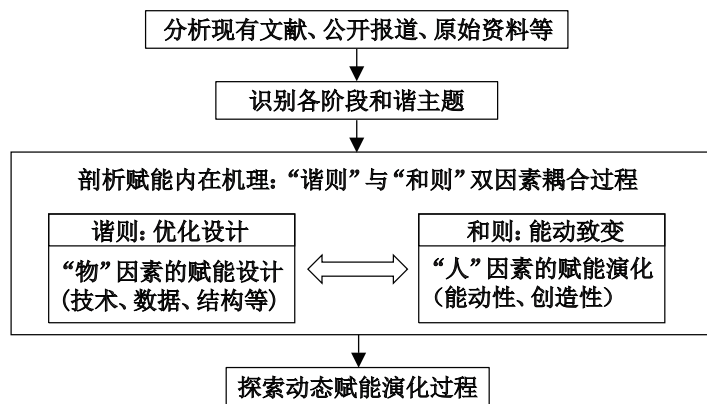 分析现有文献、公开报道、原始资料等
识别各阶段和谐主题
剖析赋能内在机理：“谐则”与“和则”双因素耦合过程
谐则：优化设计
“物”因素的赋能设计
(技术、数据、结构等)
和则：能动致变
“人”因素的赋能演化
（能动性、创造性）
探索动态赋能演化过程